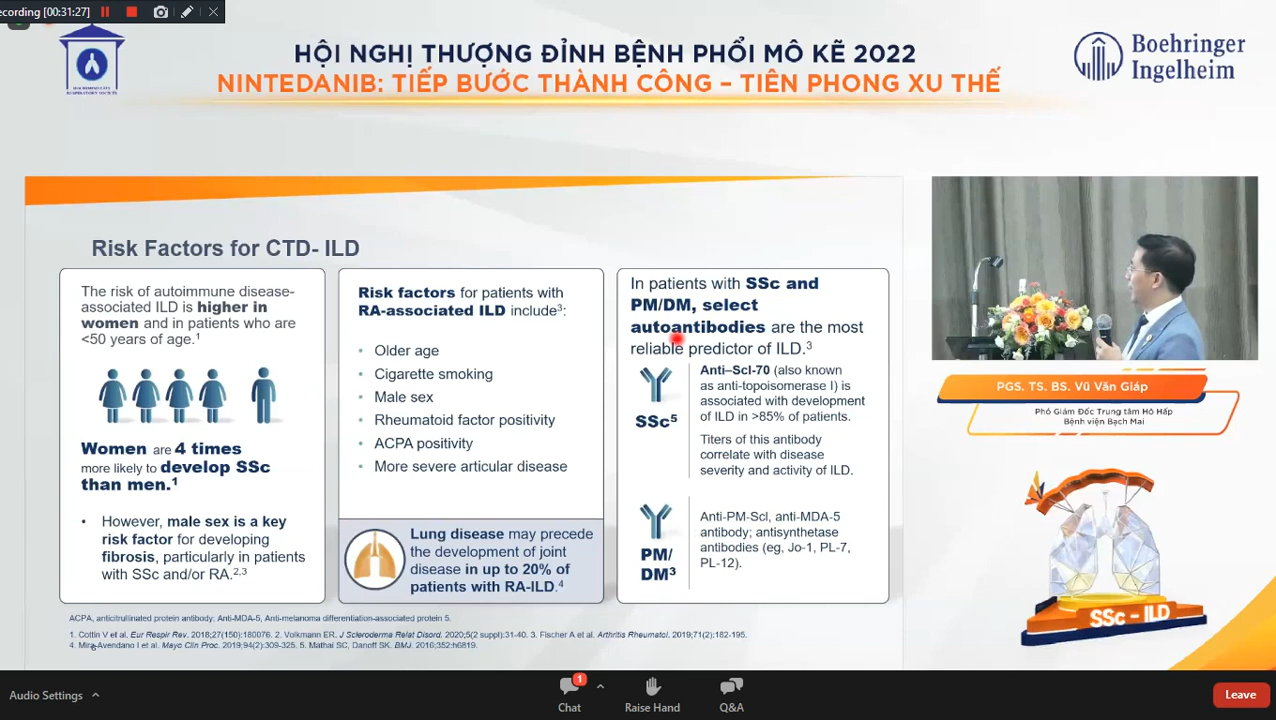 ecording [00:31:27]
HỘI NGHỊ THƯỢNG ĐỈNH BỆNH PHỔI MÔ KẼ 2022
NINTEDANIB: TIẾP BƯỚC THÀNH CÔNG – TIÊN PHONG XU THẾ
Boehringer
Ingelheim
Risk Factors for CTD- ILD
The risk of autoimmune disease-
associated ILD is higher in
women and in patients who are
<50 years of age.1
Women are 4 times
more likely to develop SSc
than men.1
• However, male sex is a key
risk factor for developing
fibrosis, particularly in patients
with SSc and/or RA.2,3
Risk factors for patients with
RA-associated ILD include3:
• Older age
• Cigarette smoking
• Male sex
• Rheumatoid factor positivity
• ACPA positivity
• More severe articular disease
Lung disease may precede
the development of joint
disease in up to 20% of
patients with RA-ILD.4
In patients with SSc and
PM/DM, select
autoantibodies are the most
reliable predictor of ILD.3
SSc5
Anti–Scl-70 (also known
as anti-topoisomerase I) is
associated with development
of ILD in >85% of patients.
Titers of this antibody
correlate with disease
severity and activity of ILD.
PM/
DM3
Anti-PM-Scl, anti-MDA-5
antibody; antisynthetase
antibodies (eg, Jo-1, PL-7,
PL-12).
ACPA, anticitrullinated protein antibody; Anti-MDA-5, Anti-melanoma differentiation-associated protein 5.
1. Cottin V et al. Eur Respir Rev. 2018;27(150):180076. 2. Volkmann ER. J Scleroderma Relat Disord. 2020;5(2 suppl):31-40. 3. Fischer A et al. Arthritis Rheumatol. 2019;71(2):182-195.
4. Mira-Avendano I et al. Mayo Clin Proc. 2019;94(2):309-325. 5. Mathai SC, Danoff SK. BMJ. 2016;352:h6819.
6
PGS. TS. BS. Vũ Văn Giáp
Phó Giám Đốc Trung tâm Hô Hấp
Bệnh viện Bạch Mai
SSc - ILD
Audio Settings
1
Chat
Raise Hand
Q&A
Leave